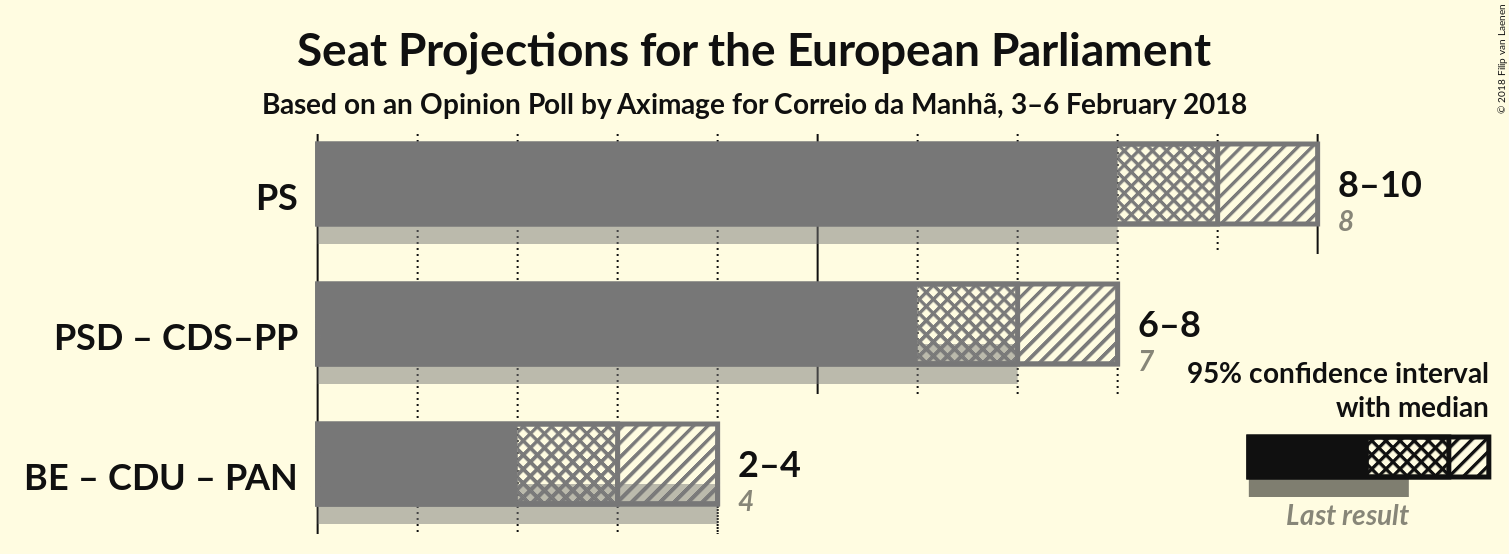 Seat Projections for the European Parliament
Based on an Opinion Poll by Aximage for Correio da Manhã, 3–6 February 2018
© 2018 Filip van Laenen
PS
8–10
8
PSD – CDS–PP
6–8
7
BE – CDU – PAN
2–4
4
95% confidence interval
with median
Last result